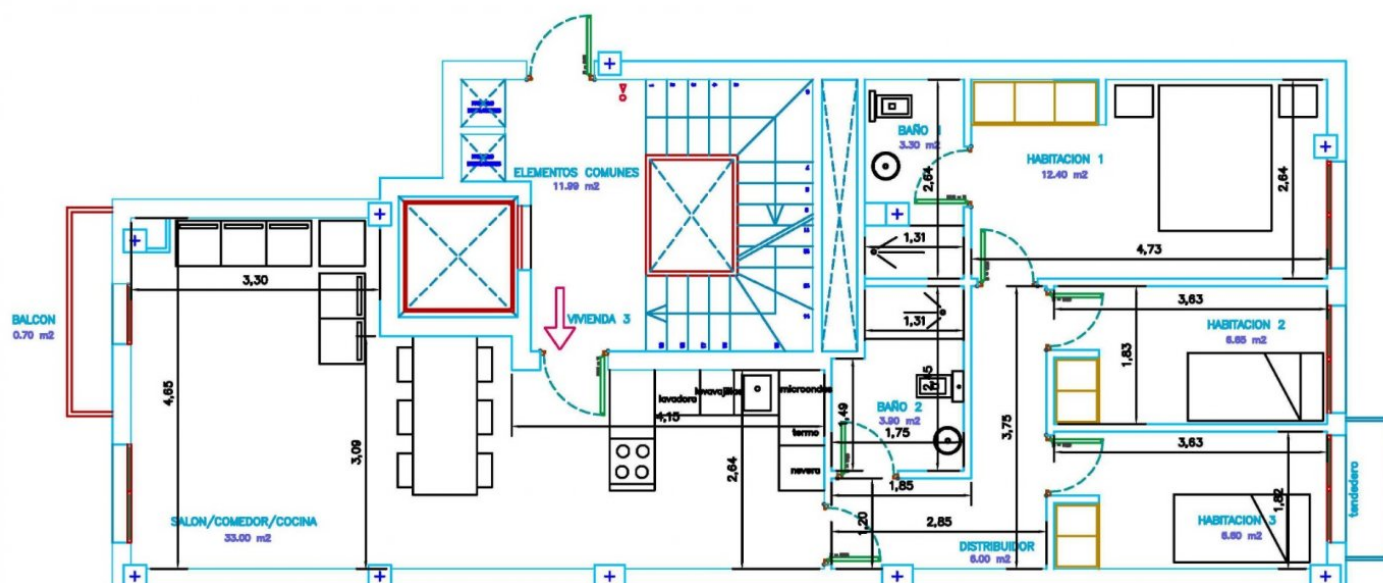 ELEMENTOS COMUNES
11.99 m2
BAÑO 1
3.30 m2
HABITACION 1
12.40 m2
2,64
2,64
1,31
4,73
3,30
VIVIENDA 3
BALCON
0.70 m2
1,31
3,63
HABITACION 2
6.65 m2
1,83
4,65
lavadora
lavavajillas
microondas
4,15
termo
nevera
BAÑO 2
3.90 m2
1,49
1,75
2,45
3,75
3,09
2,64
3,63
1,85
1,20
2,85
1,82
SALON/COMEDOR/COCINA
33.00 m2
DISTRIBUIDOR
6.00 m2
HABITACION 3
6.60 m2
tendedero